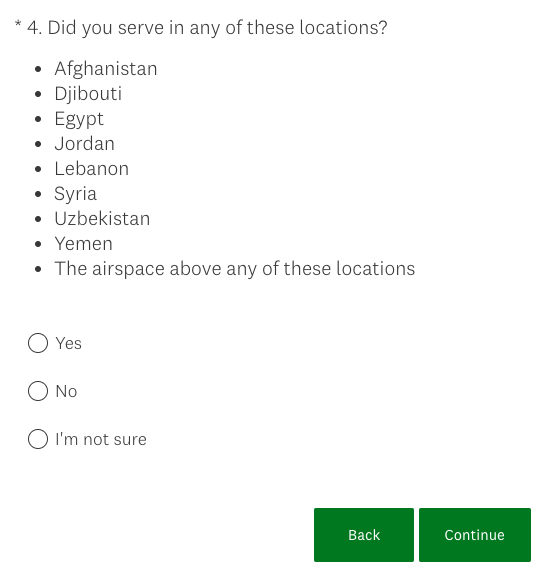 * 4. Did you serve in any of these locations?
• Afghanistan
• Djibouti
• Egypt
• Jordan
• Lebanon
• Syria
• Uzbekistan
• Yemen
• The airspace above any of these locations
Yes
No
I'm not sure
Back
Continue